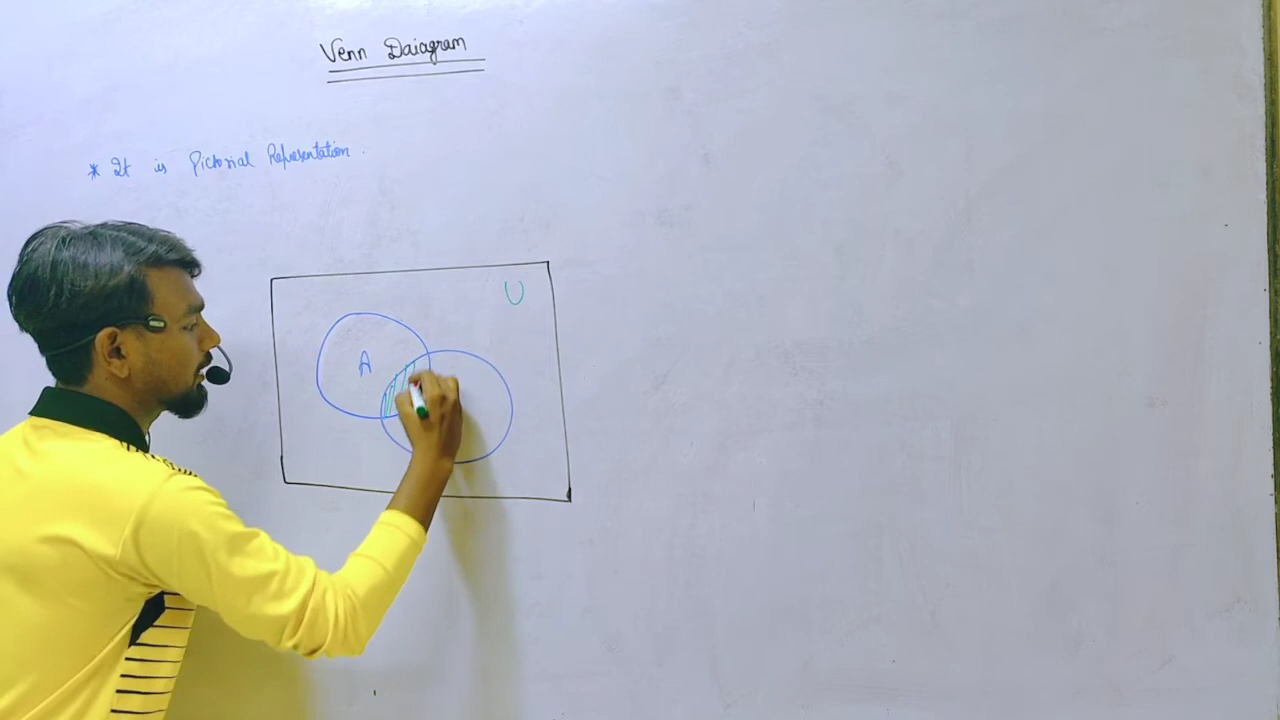 Venn Daiagram
* It is Pictorial Representation.
U
A